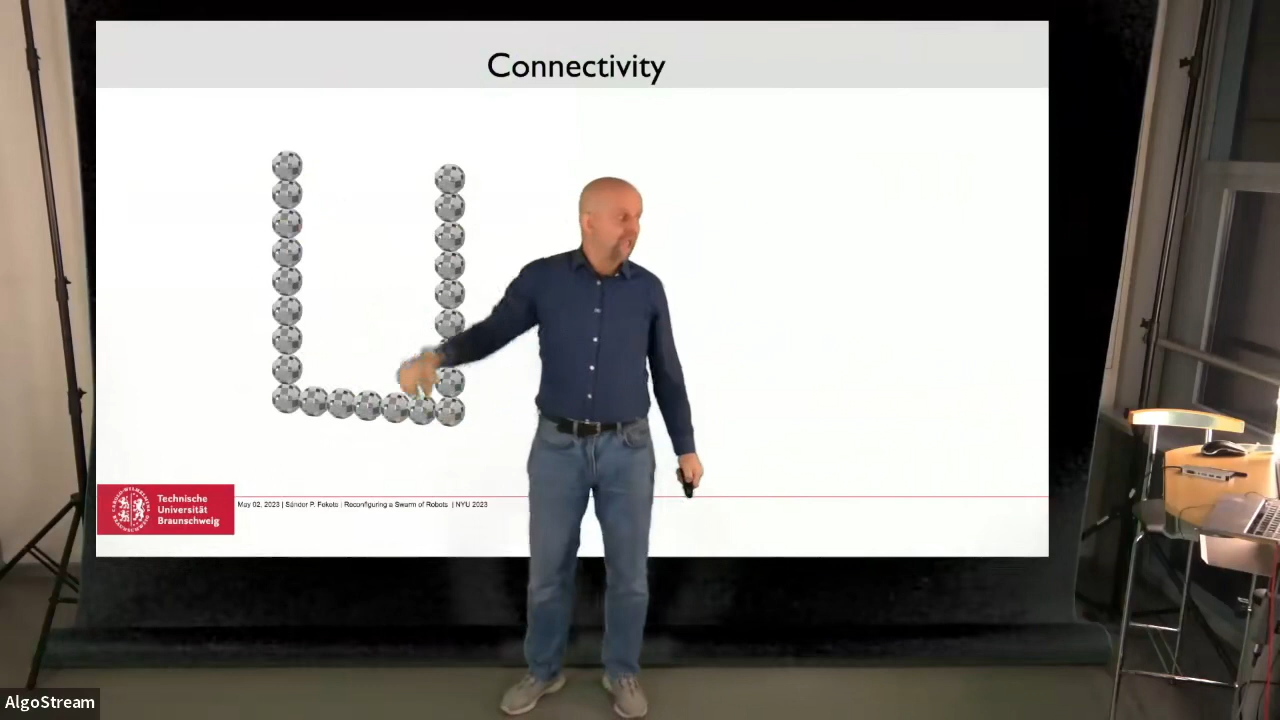 Connectivity
Technische
Universität
Braunschweig
May 02, 2023 | Sándor P. Fekete | Reconfiguring a Swarm of Robots | NYU 2023
AlgoStream